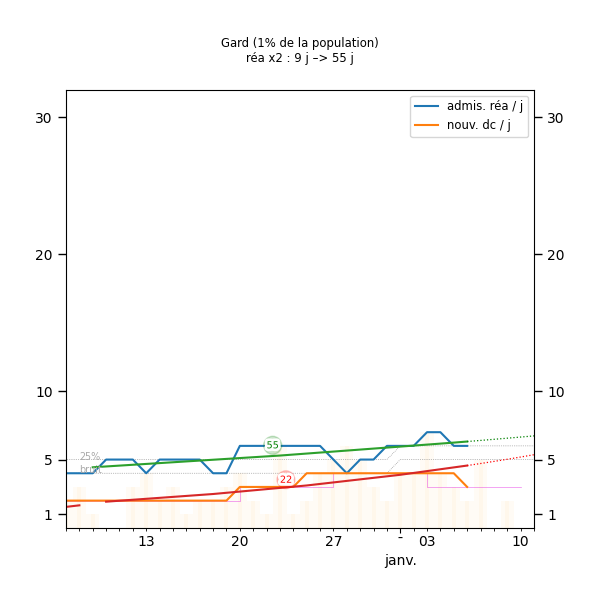 Gard (1% de la population)
réa x2 : 9 j –> 55 j
admis. réa / j
nouv. dc / j
30 30
20 20
10 10
5 5
1 1
25%
55
22
13 20 27 - 03 10
janv.